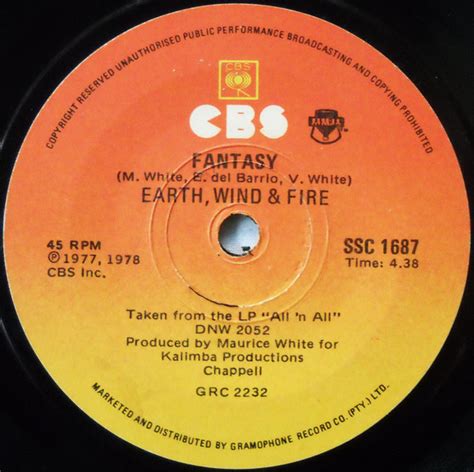 COPYRIGHT RESERVED UNAUTHORISED PUBLIC PERFORMANCE BROADCASTING AND COPYING PROHIBITED
CBS
CBS
FANTASY
(M. White, E. del Barrio, V. White)
EARTH, WIND & FIRE
45 RPM
Ⓟ 1977, 1978
CBS Inc.
SSC 1687
Time: 4.38
Taken from the LP "All 'n All"
DNW 2052
Produced by Maurice White for
Kalimba Productions
Chappell
GRC 2232
MARKETED AND DISTRIBUTED BY GRAMOPHONE RECORD CO. (PTY.) LTD.